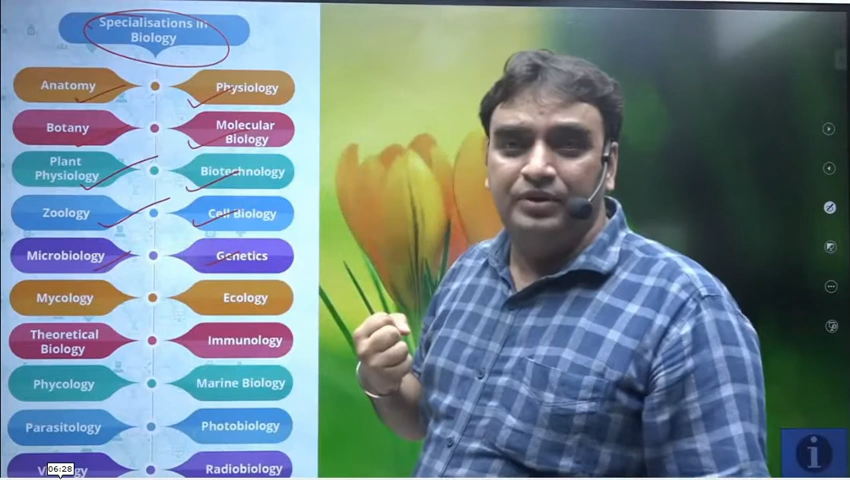 Specialisations in
Biology
Anatomy
Physiology
Botany
Molecular
Biology
Plant
Physiology
Biotechnology
Zoology
Cell Biology
Microbiology
Genetics
Mycology
Ecology
Theoretical
Biology
Immunology
Phycology
Marine Biology
Parasitology
Photobiology
06:28
Radiobiology
i